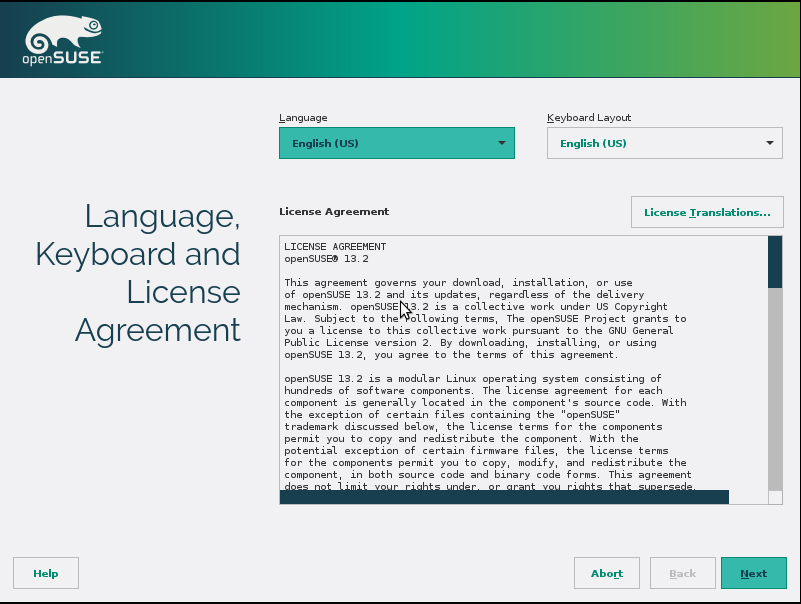 openSUSE
Language
Keyboard Layout
English (US)
English (US)
Language,
Keyboard and
License
Agreement
License Agreement
License Translations...
LICENSE AGREEMENT
openSUSE® 13.2
This agreement governs your download, installation, or use
of openSUSE 13.2 and its updates, regardless of the delivery
mechanism. openSUSE 13.2 is a collective work under US Copyright
Law. Subject to the following terms, The openSUSE Project grants to
you a license to this collective work pursuant to the GNU General
Public License version 2. By downloading, installing, or using
openSUSE 13.2, you agree to the terms of this agreement.
openSUSE 13.2 is a modular Linux operating system consisting of
hundreds of software components. The license agreement for each
component is generally located in the component's source code. With
the exception of certain files containing the "openSUSE"
trademark discussed below, the license terms for the components
permit you to copy and redistribute the component. With the
potential exception of certain firmware files, the license terms
for the components permit you to copy, modify, and redistribute the
component, in both source code and binary code forms. This agreement
does not limit your rights under, or grant you rights that supersede,
Help
Abort
Back
Next